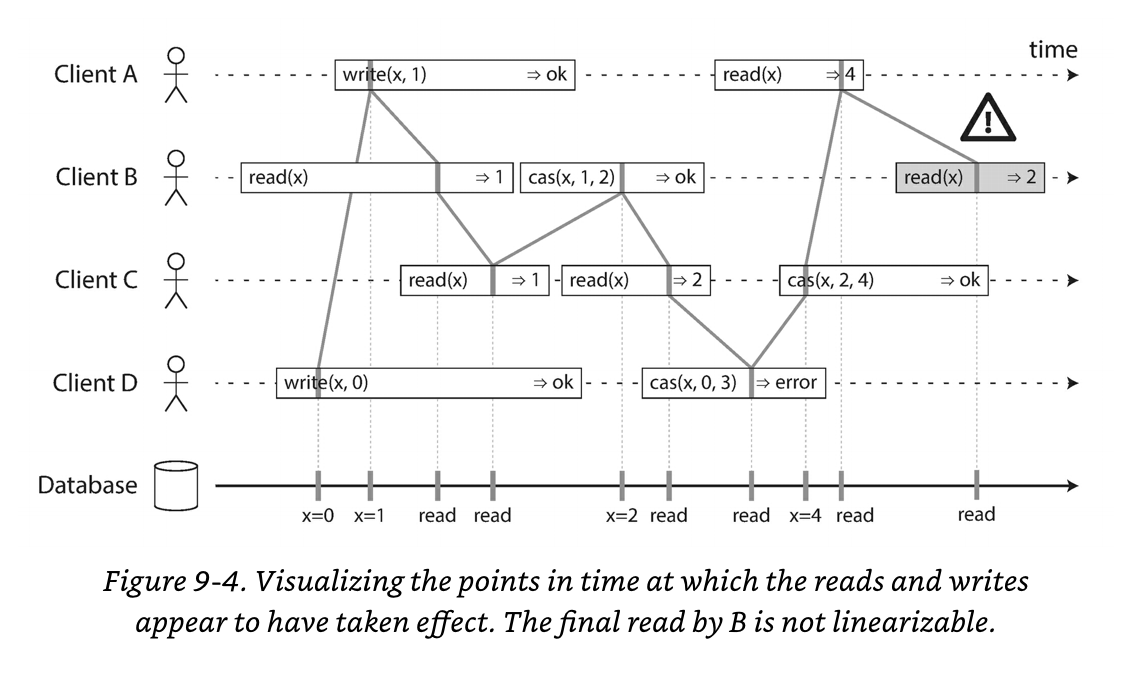 time
Client A write(x, 1) ⇒ ok read(x) ⇒ 4
!
Client B read(x) ⇒ 1 cas(x, 1, 2) ⇒ ok read(x) ⇒ 2
Client C read(x) ⇒ 1 read(x) ⇒ 2 cas(x, 2, 4) ⇒ ok
Client D write(x, 0) ⇒ ok cas(x, 0, 3) ⇒ error
Database
x=0 x=1 read read x=2 read read x=4 read read
Figure 9-4. Visualizing the points in time at which the reads and writes
appear to have taken effect. The final read by B is not linearizable.